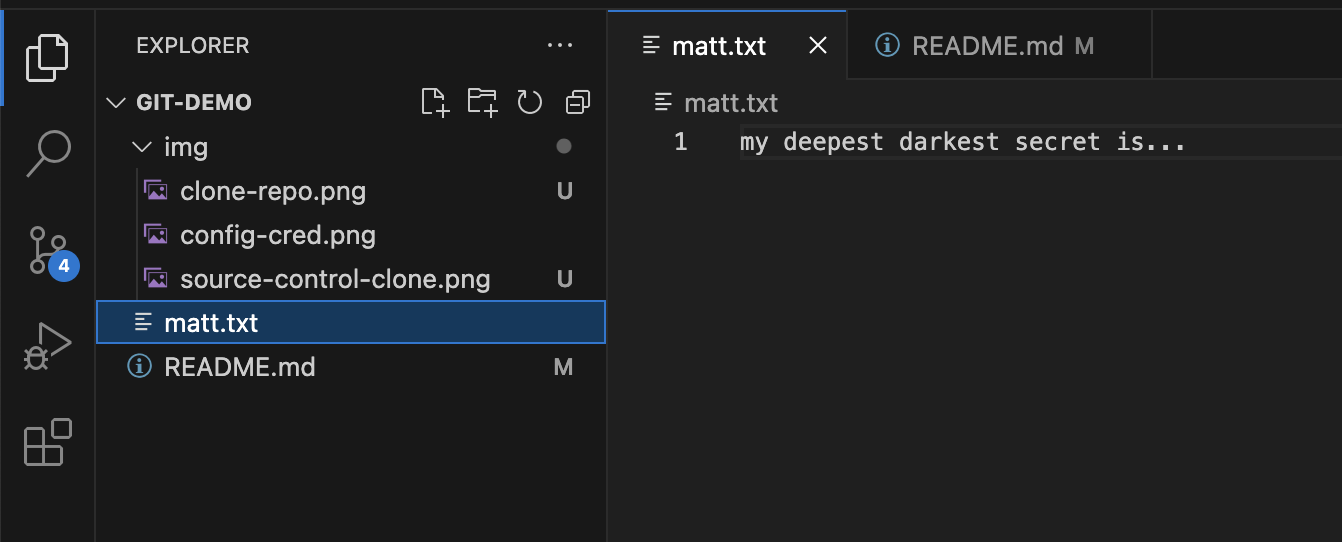 EXPLORER
GIT-DEMO
img
clone-repo.png U
config-cred.png
source-control-clone.png U
matt.txt
README.md M
4
matt.txt
README.md M
matt.txt
1 my deepest darkest secret is...